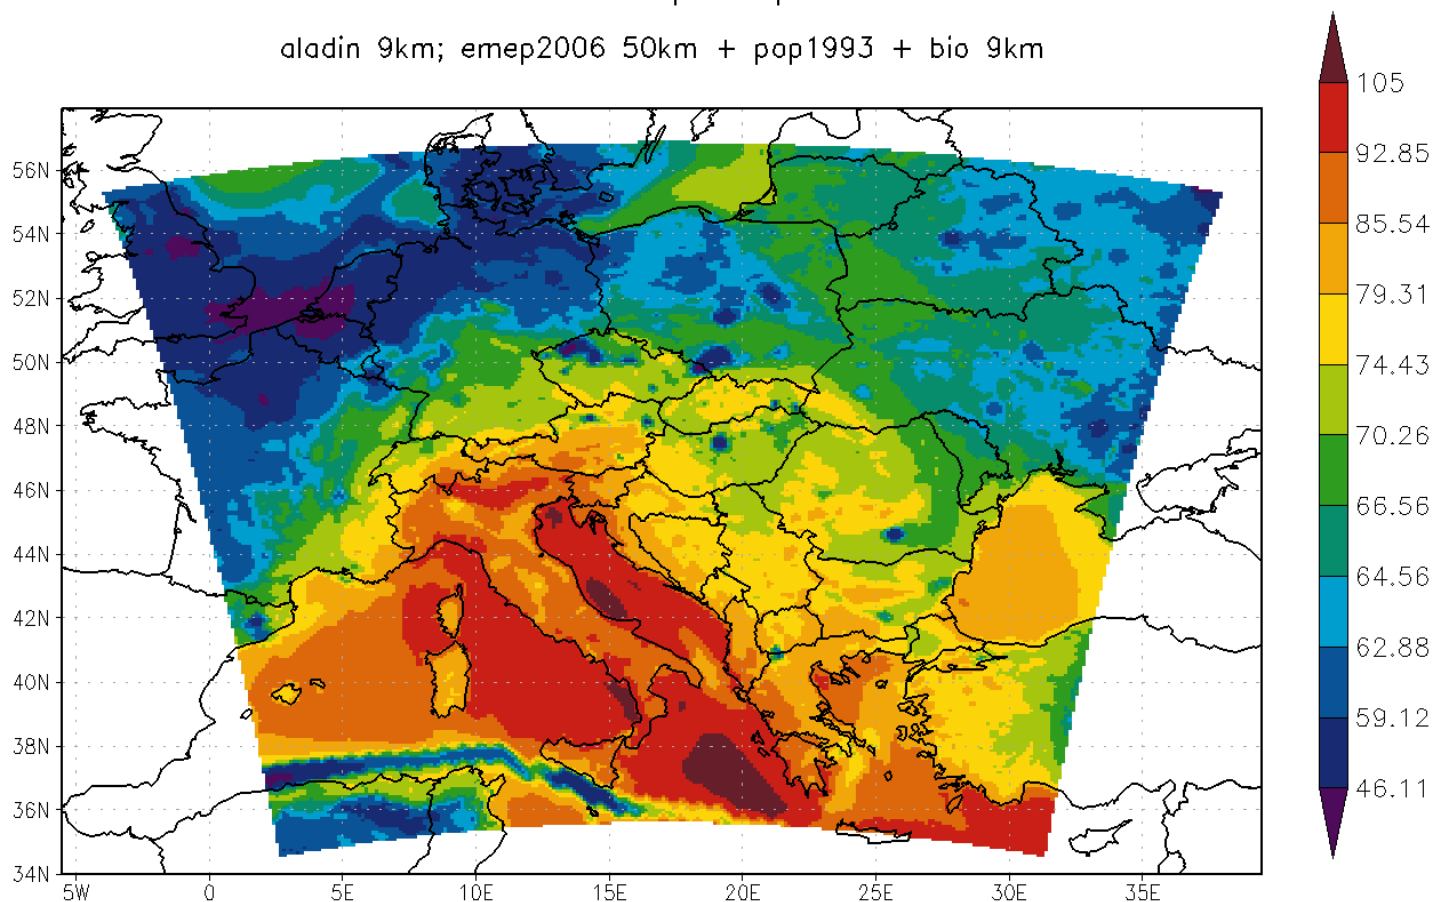 aladin 9km; emep2006 50km + pop1993 + bio 9km
105
92.85
85.54
79.31
74.43
70.26
66.56
64.56
62.88
59.12
46.11
56N
54N
52N
50N
48N
46N
44N
42N
40N
38N
36N
34N
5W 0 5E 10E 15E 20E 25E 30E 35E